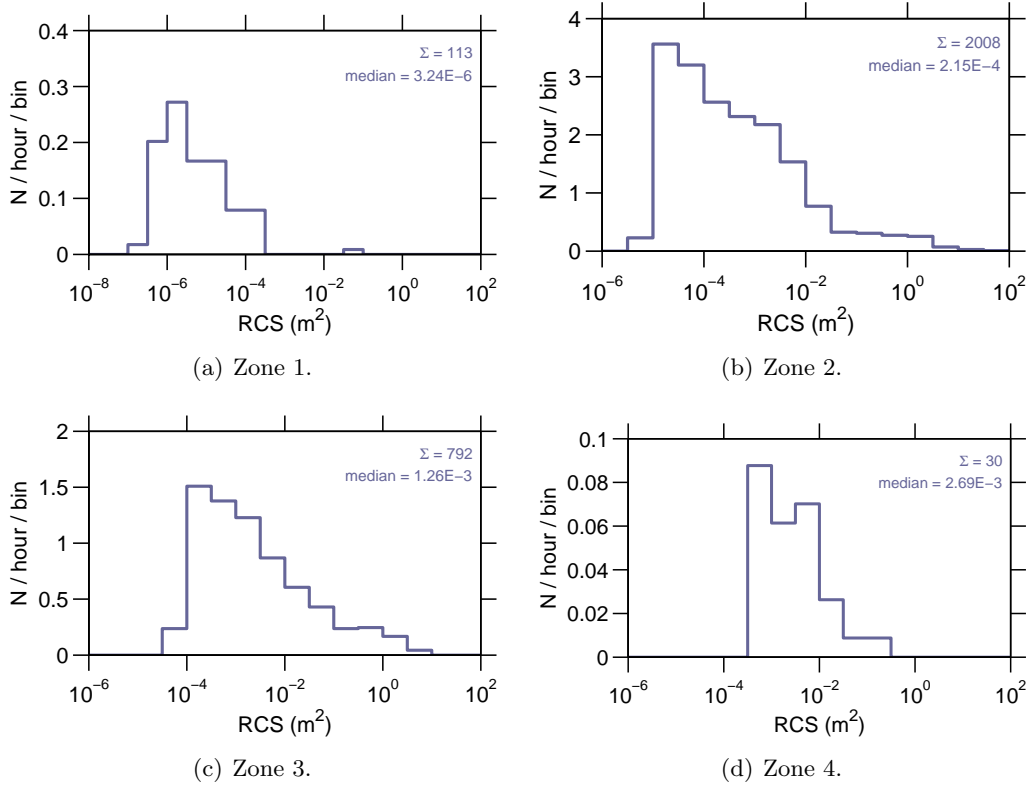 0.4
0.3
0.2
0.1
0
N / hour / bin
Σ = 113
median = 3.24E−6
10−8 10−6 10−4 10−2 100 102
RCS (m2)
(a) Zone 1.
4
3
2
1
0
N / hour / bin
Σ = 2008
median = 2.15E−4
10−6 10−4 10−2 100 102
RCS (m2)
(b) Zone 2.
2
1.5
1
0.5
0
N / hour / bin
Σ = 792
median = 1.26E−3
10−6 10−4 10−2 100 102
RCS (m2)
(c) Zone 3.
0.1
0.08
0.06
0.04
0.02
0
N / hour / bin
Σ = 30
median = 2.69E−3
10−6 10−4 10−2 100 102
RCS (m2)
(d) Zone 4.